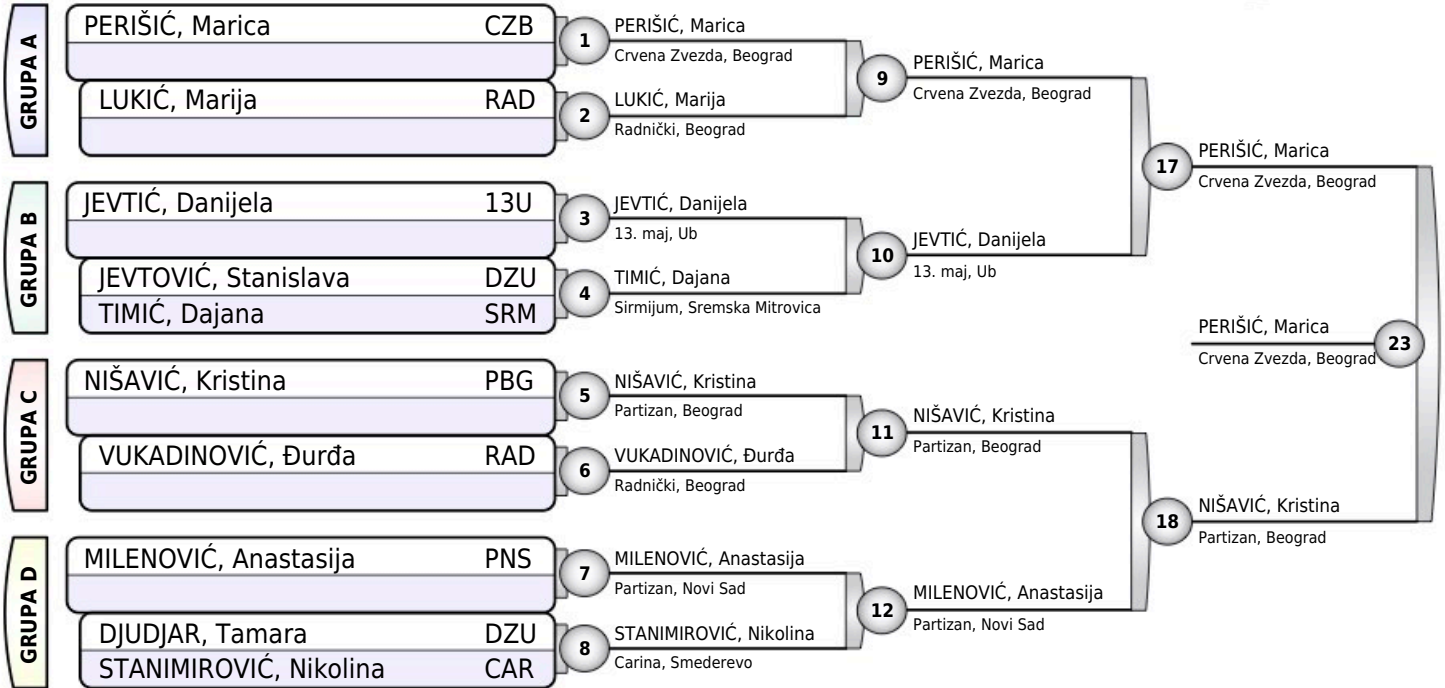 GRUPA A
PERIŠIĆ, Marica CZB
LUKIĆ, Marija RAD
GRUPA B
JEVTIĆ, Danijela 13U
JEVTOVIĆ, Stanislava DZU
TIMIĆ, Dajana SRM
GRUPA C
NIŠAVIĆ, Kristina PBG
VUKADINOVIĆ, Đurđa RAD
GRUPA D
MILENOVIĆ, Anastasija PNS
DJUDJAR, Tamara DZU
STANIMIROVIĆ, Nikolina CAR
1 PERIŠIĆ, Marica
Crvena Zvezda, Beograd
2 LUKIĆ, Marija
Radnički, Beograd
3 JEVTIĆ, Danijela
13. maj, Ub
4 TIMIĆ, Dajana
Sirmijum, Sremska Mitrovica
5 NIŠAVIĆ, Kristina
Partizan, Beograd
6 VUKADINOVIĆ, Đurđa
Radnički, Beograd
7 MILENOVIĆ, Anastasija
Partizan, Novi Sad
8 STANIMIROVIĆ, Nikolina
Carina, Smederevo
9 PERIŠIĆ, Marica
Crvena Zvezda, Beograd
10 JEVTIĆ, Danijela
13. maj, Ub
11 NIŠAVIĆ, Kristina
Partizan, Beograd
12 MILENOVIĆ, Anastasija
Partizan, Novi Sad
17 PERIŠIĆ, Marica
Crvena Zvezda, Beograd
18 NIŠAVIĆ, Kristina
Partizan, Beograd
PERIŠIĆ, Marica 23
Crvena Zvezda, Beograd